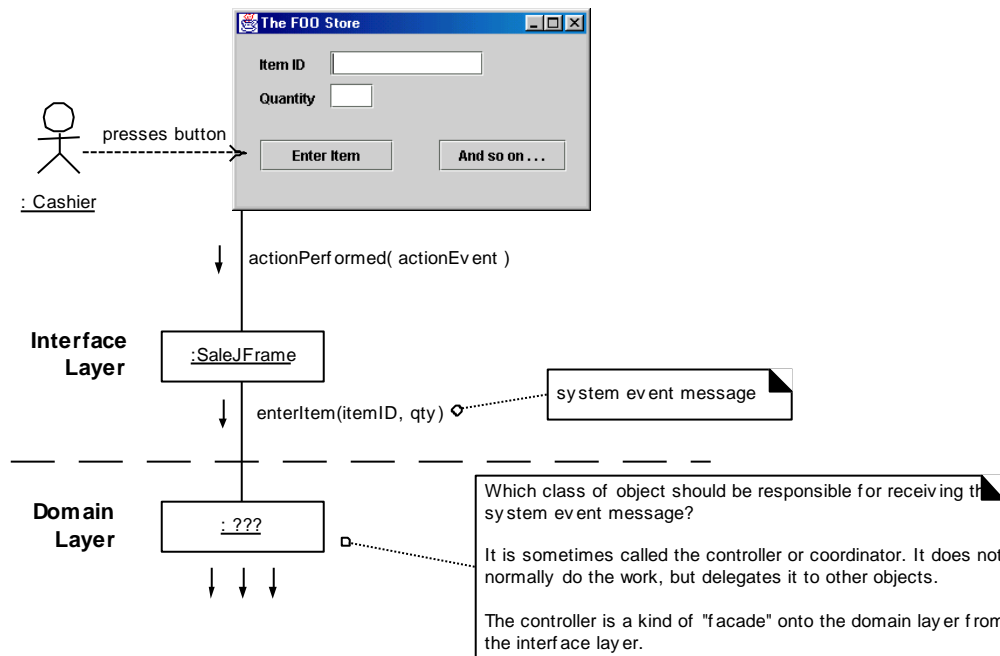 The FOO Store
Item ID
Quantity
Enter Item
And so on . . .
presses button
: Cashier
actionPerformed( actionEvent )
Interface
Layer
:SaleJFrame
enterItem(itemID, qty)
system event message
Domain
Layer
: ???
Which class of object should be responsible for receiving this
system event message?
It is sometimes called the controller or coordinator. It does not
normally do the work, but delegates it to other objects.
The controller is a kind of "facade" onto the domain layer from
the interface layer.